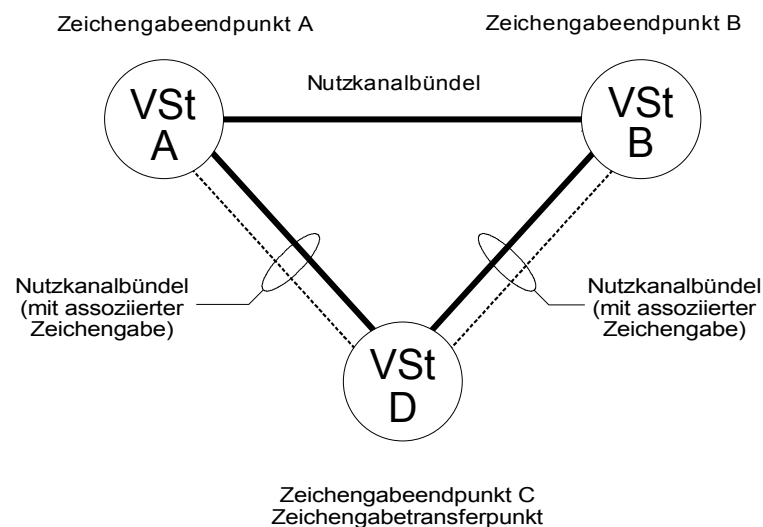 Zeichengabeendpunkt A
Zeichengabeendpunkt B
VSt
A
Nutzkanalbündel
VSt
B
Nutzkanalbündel
(mit assoziierter
Zeichengabe)
Nutzkanalbündel
(mit assoziierter
Zeichengabe)
VSt
D
Zeichengabeendpunkt C
Zeichengabetransferpunkt